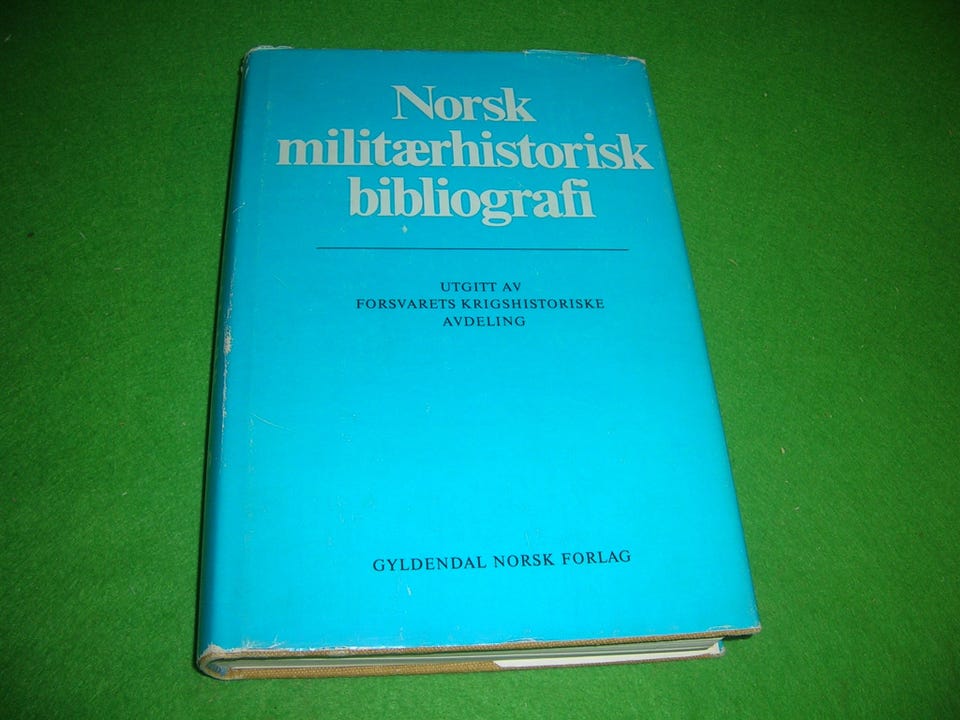 Norsk
militærhistorisk
bibliografi
UTGITT AV
FORSVARETS KRIGSHISTORISKE
AVDELING
GYLDENDAL NORSK FORLAG